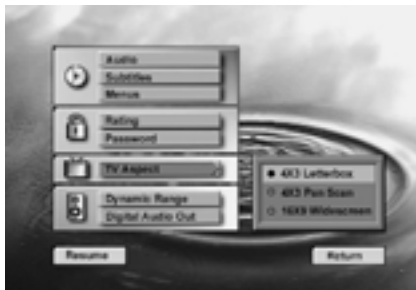 Audio
Subtitles
Menus
Rating
Password
TV Aspect
4X3 Letterbox
4X3 Pan Scan
16X9 Widescreen
Dynamic Range
Digital Audio Out
Resume
Return